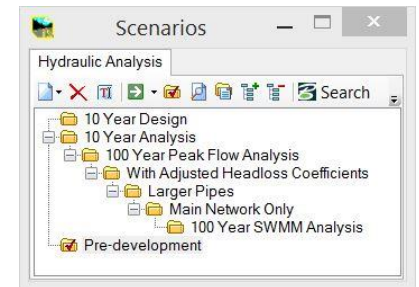 Scenarios
Hydraulic Analysis
Search
10 Year Design
10 Year Analysis
100 Year Peak Flow Analysis
With Adjusted Headloss Coefficients
Larger Pipes
Main Network Only
100 Year SWMM Analysis
Pre-development